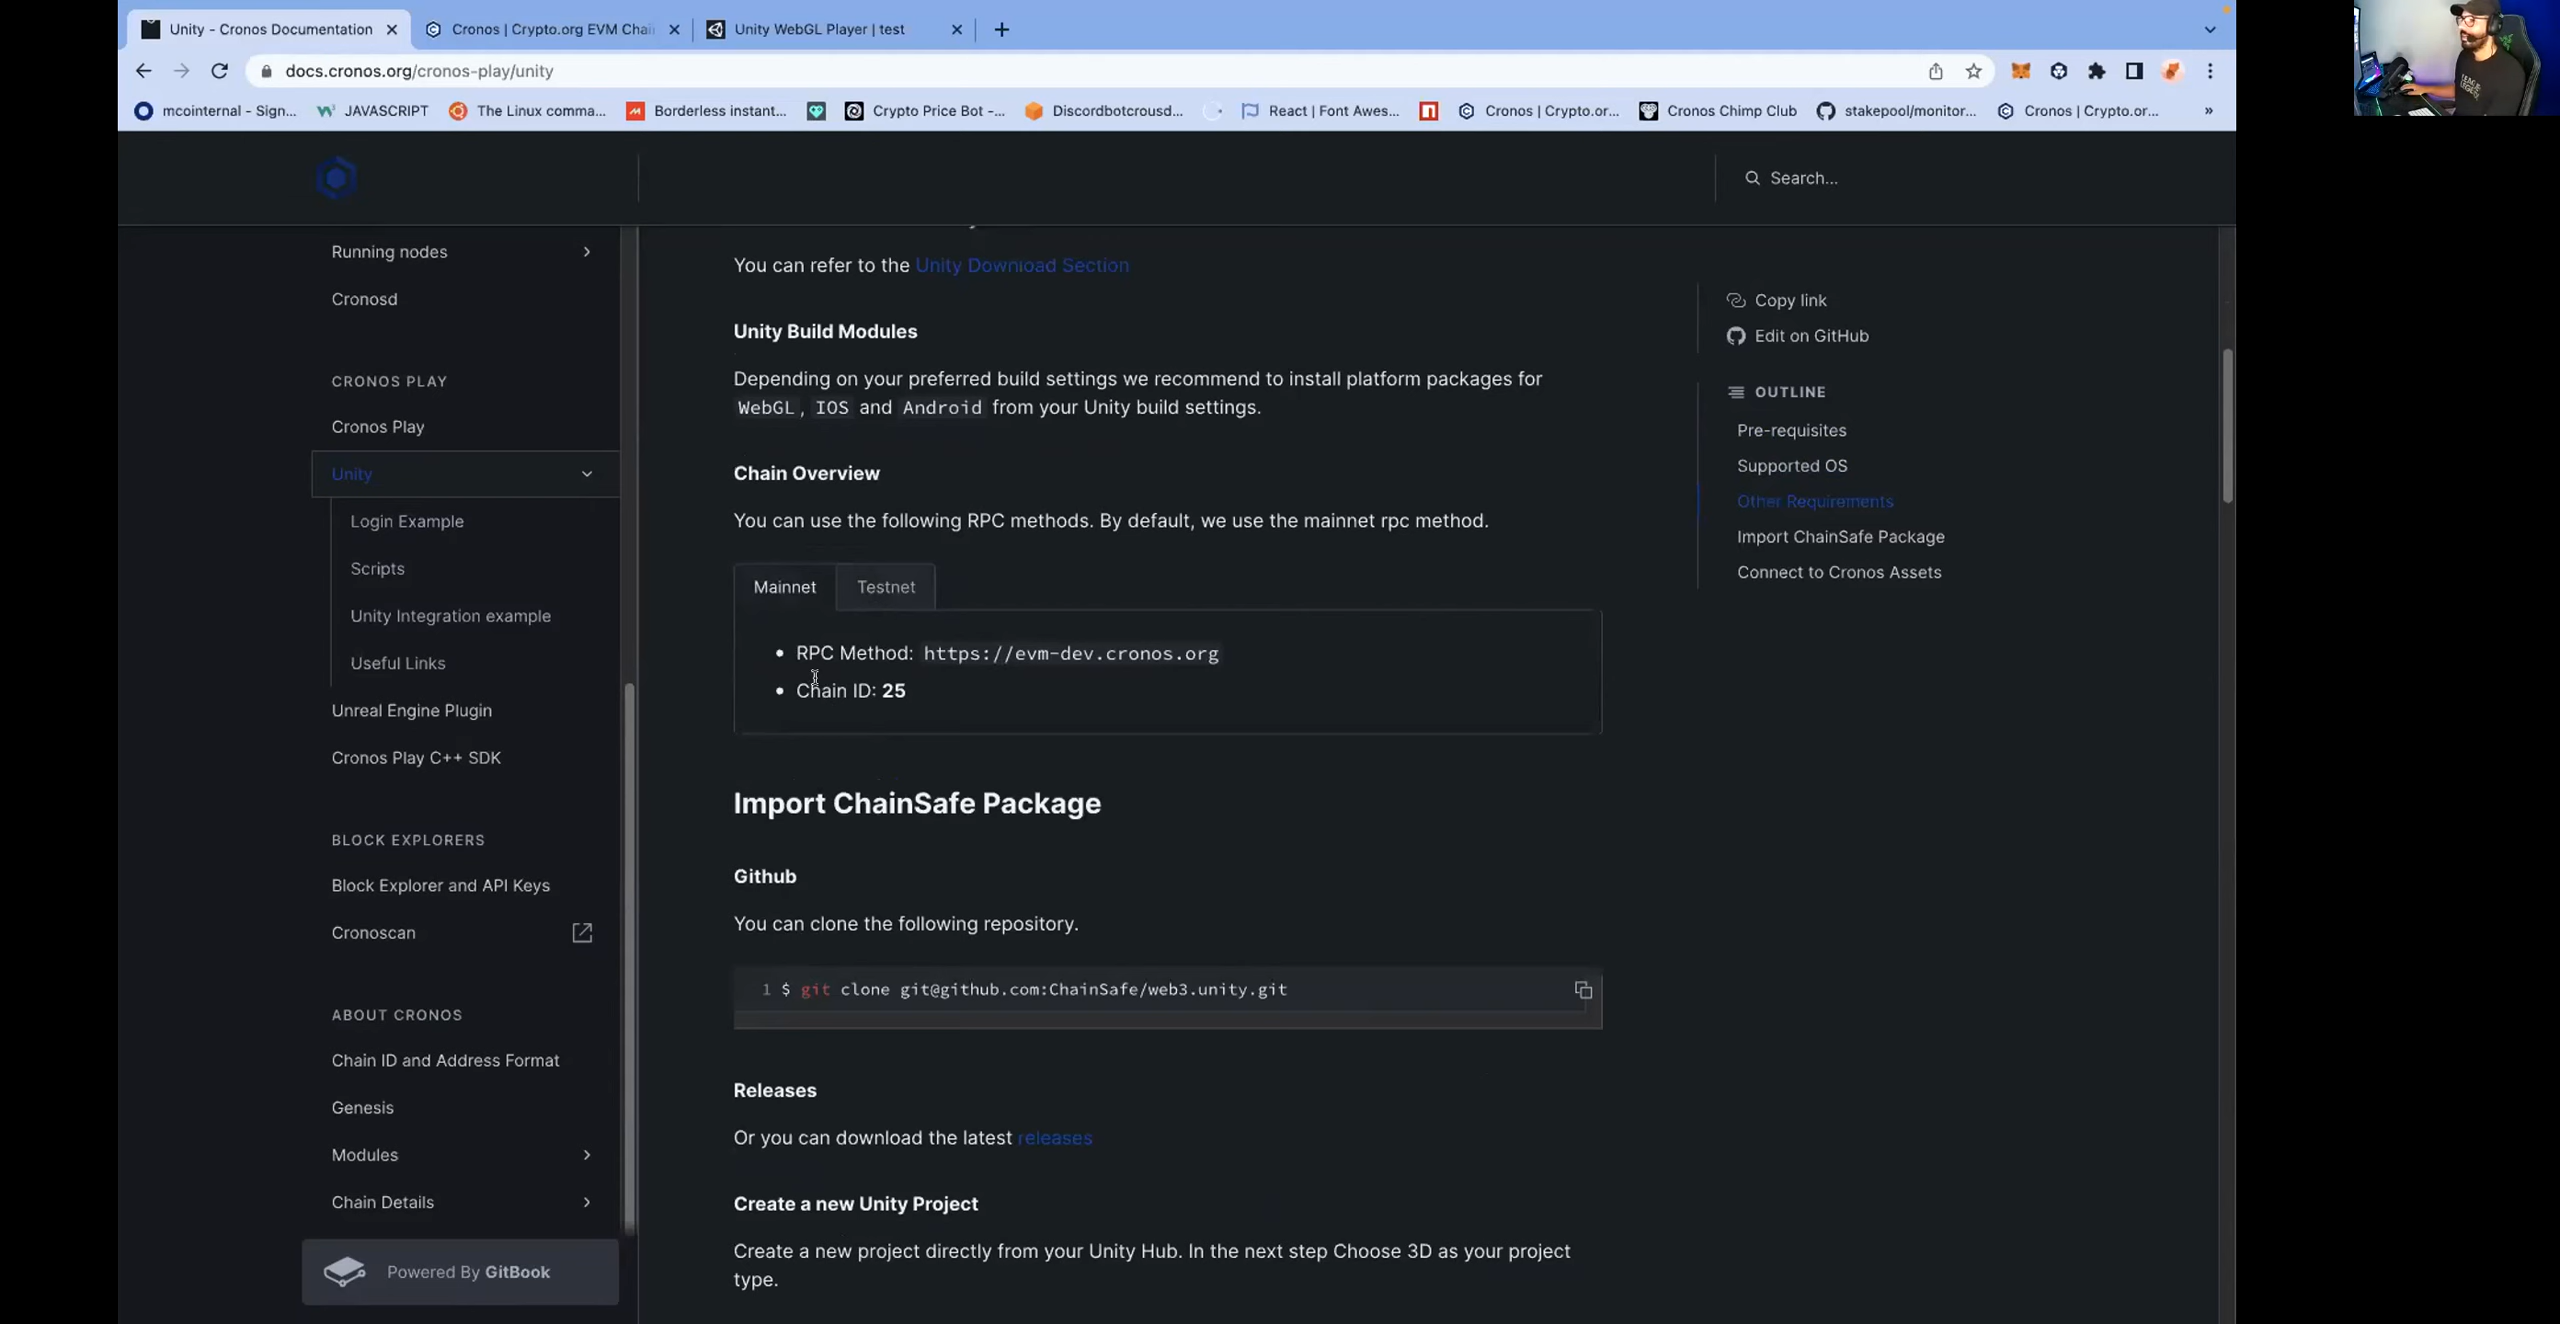 Unity - Cronos Documentation
Cronos | Crypto.org EVM Chai
Unity WebGL Player | test
docs.cronos.org/cronos-play/unity
mcointernal - Sign...
JAVASCRIPT
The Linux comma...
Borderless instant...
Crypto Price Bot -...
Discordbotcrousd...
React | Font Awes...
Cronos | Crypto.or...
Cronos Chimp Club
stakepool/monitor...
Cronos | Crypto.or...
»
Search...
Running nodes
Cronosd
CRONOS PLAY
Cronos Play
Unity
Login Example
Scripts
Unity Integration example
Useful Links
Unreal Engine Plugin
Cronos Play C++ SDK
BLOCK EXPLORERS
Block Explorer and API Keys
Cronoscan
ABOUT CRONOS
Chain ID and Address Format
Genesis
Modules
Chain Details
Powered By GitBook
You can refer to the Unity Download Section
Unity Build Modules
Depending on your preferred build settings we recommend to install platform packages for
WebGL, IOS and Android from your Unity build settings.
Chain Overview
You can use the following RPC methods. By default, we use the mainnet rpc method.
Mainnet
Testnet
• RPC Method: https://evm-dev.cronos.org
• Chain ID: 25
Import ChainSafe Package
Github
You can clone the following repository.
1 $ git clone git@github.com:ChainSafe/web3.unity.git
Releases
Or you can download the latest releases
Create a new Unity Project
Create a new project directly from your Unity Hub. In the next step Choose 3D as your project
type.
Copy link
Edit on GitHub
OUTLINE
Pre-requisites
Supported OS
Other Requirements
Import ChainSafe Package
Connect to Cronos Assets